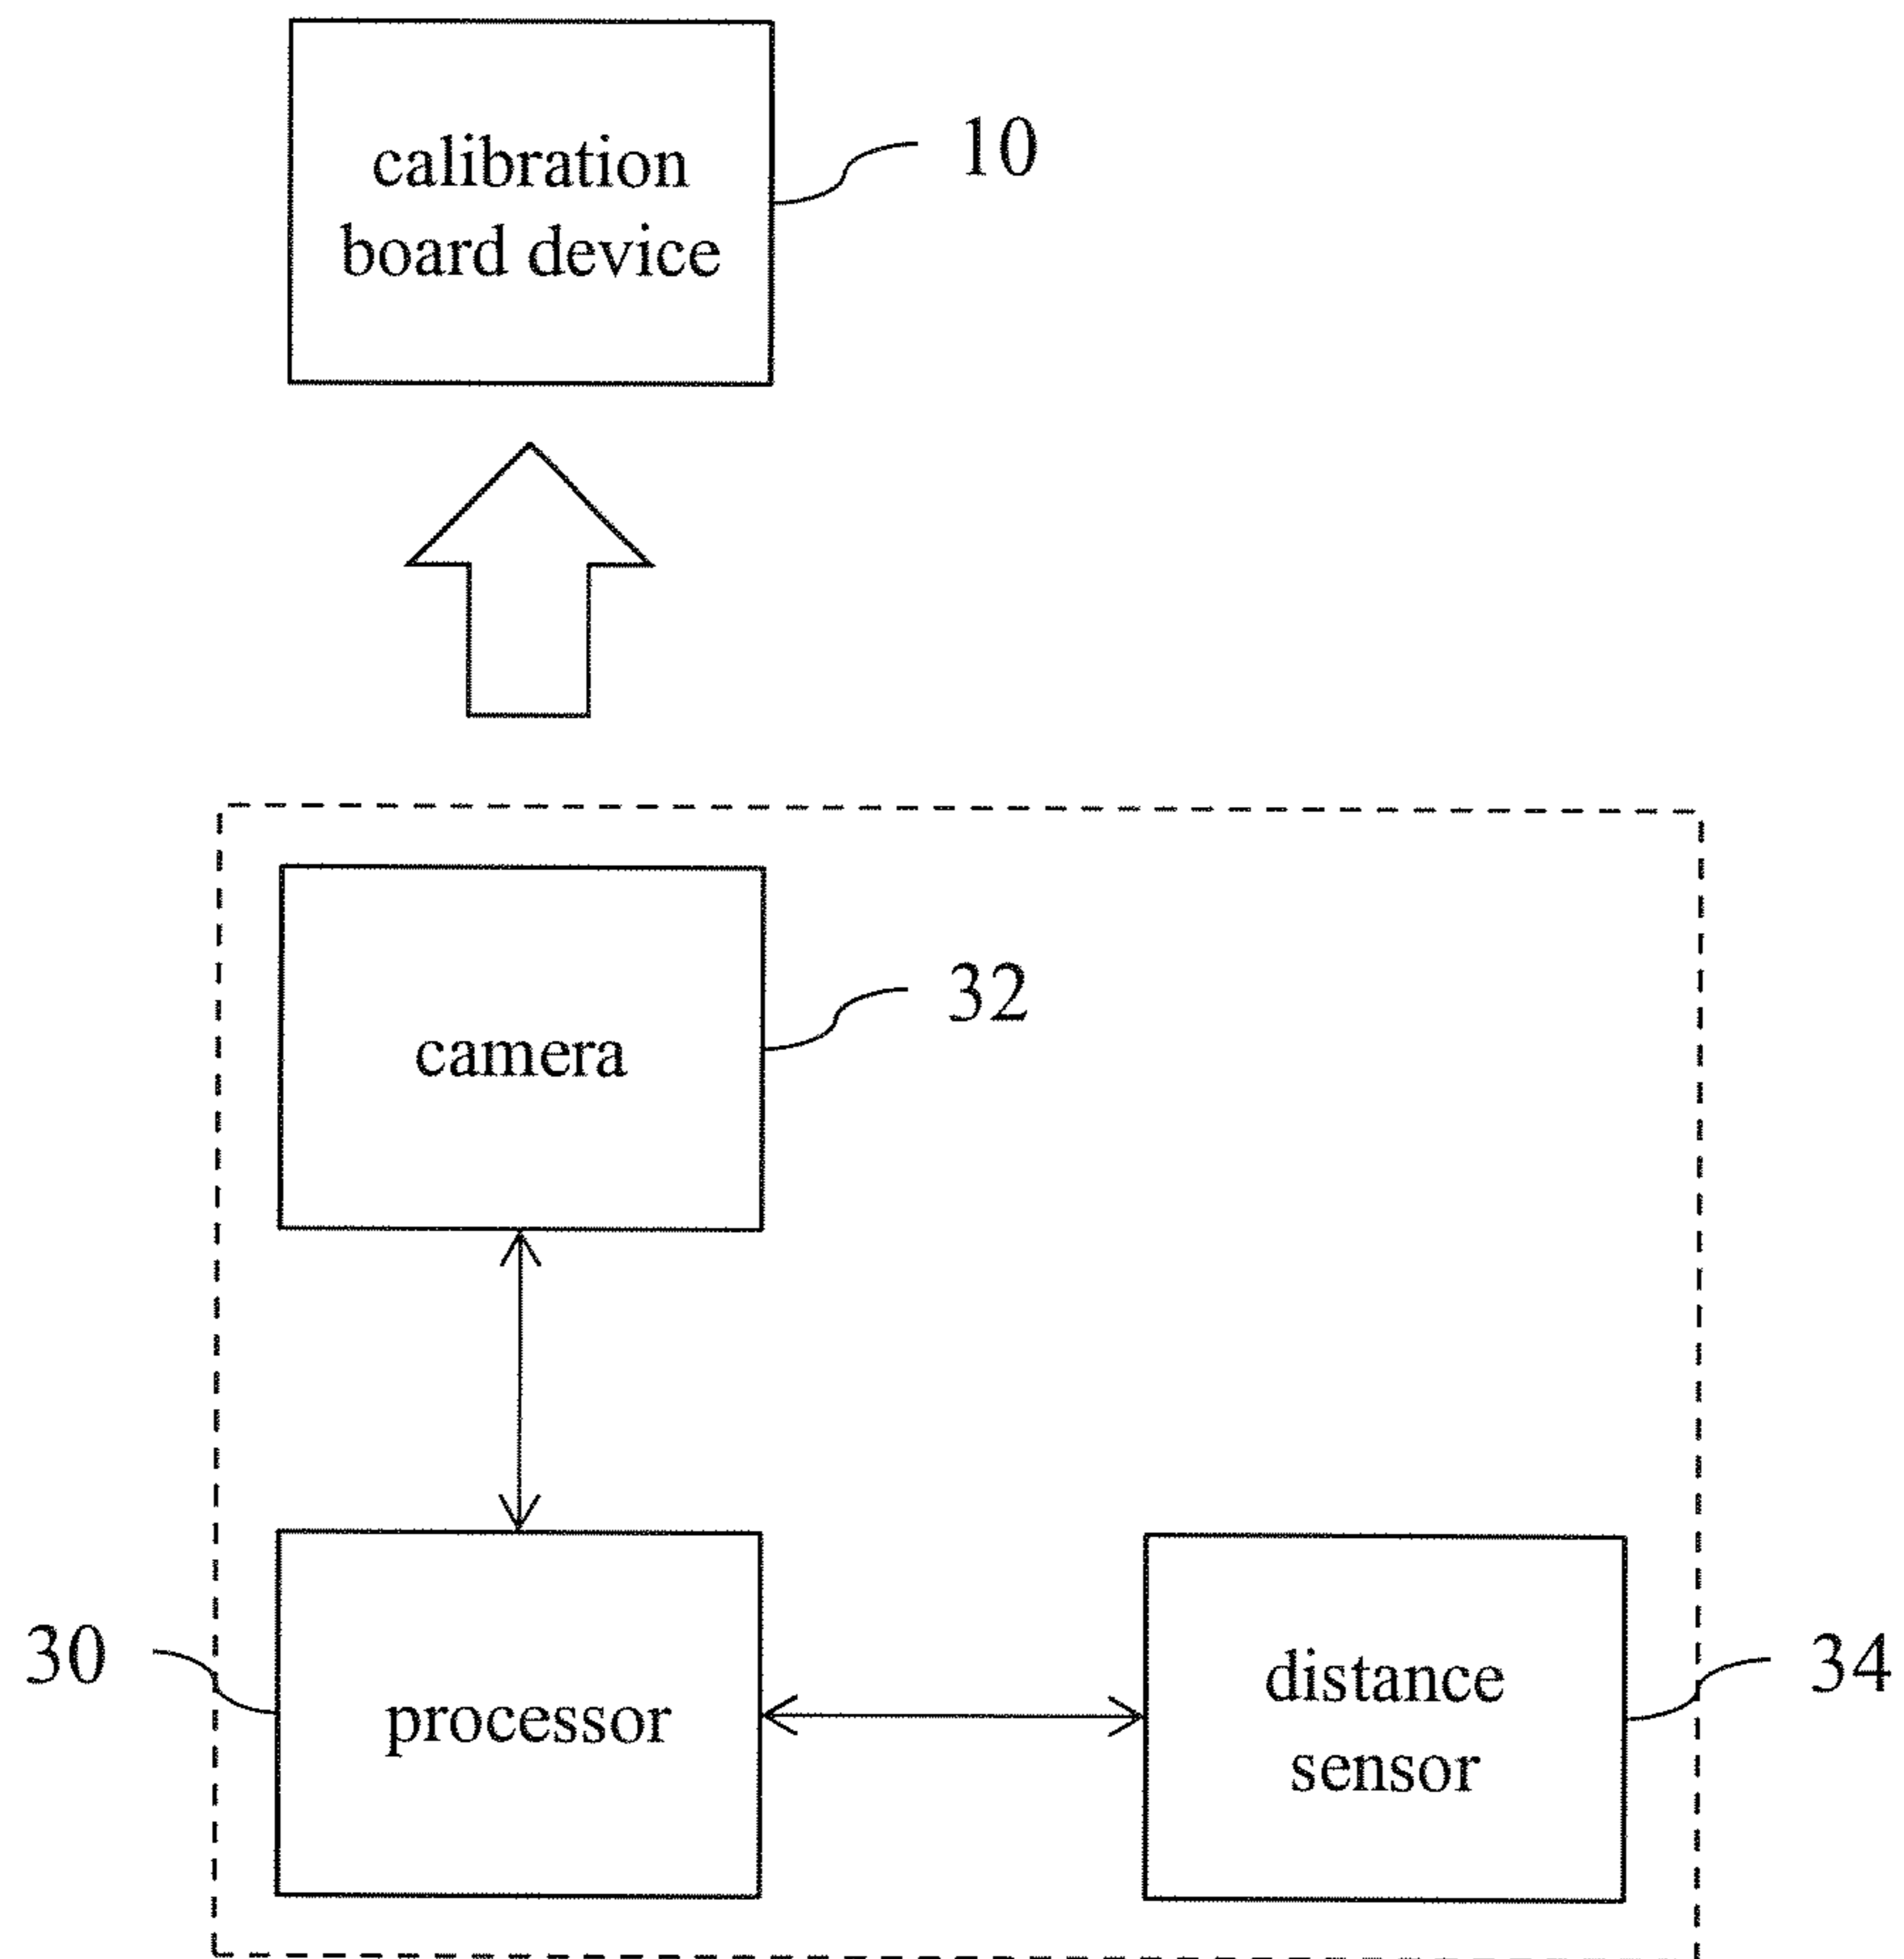 calibration
board device
10
camera
32
30
processor
distance
sensor
34